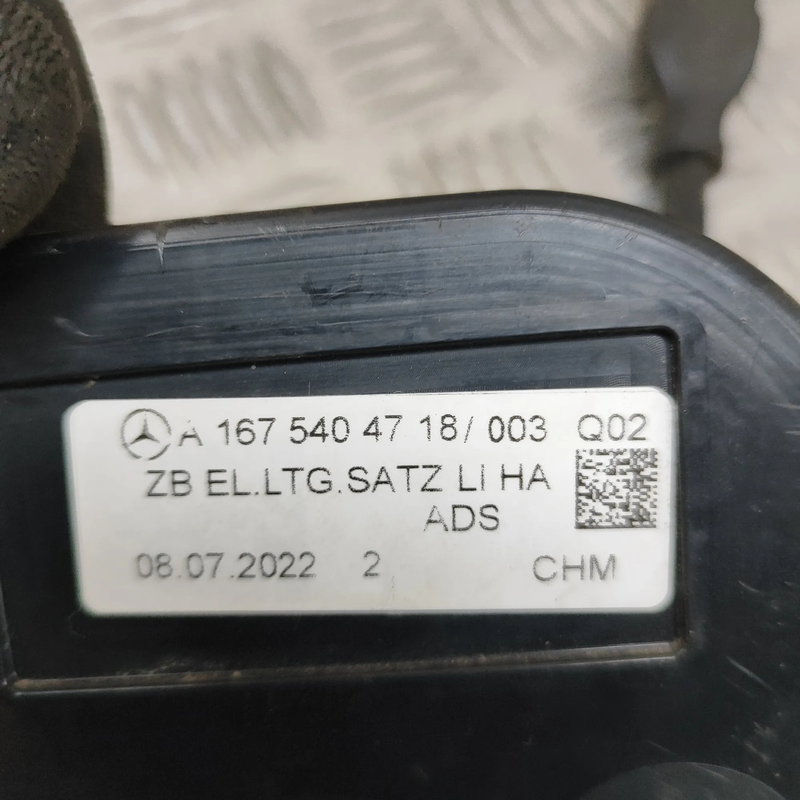 A 167 540 47 18/ 003 Q02
ZB EL.LTG.SATZ LI HA
ADS
08.07.2022 2 CHM